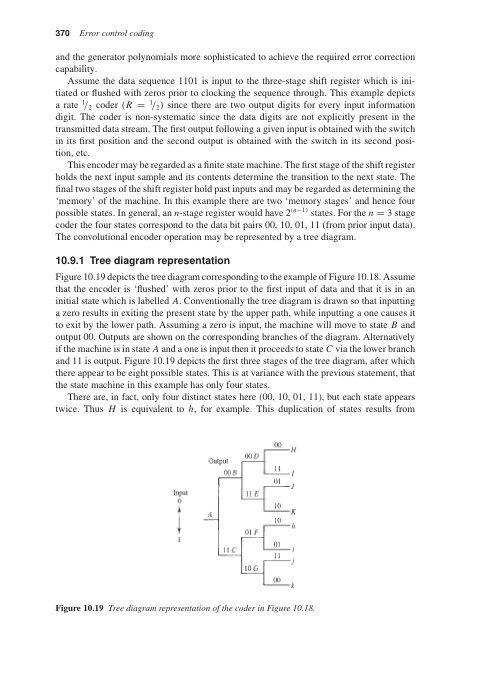 370 Error control coding
and the generator polynomials more sophisticated to achieve the required error correction
capability.
Assume the data sequence 1101 is input to the three-stage shift register which is ini-
tiated or flushed with zeros prior to clocking the sequence through. This example depicts
a rate 1/2 coder (R = 1/2) since there are two output digits for every input information
digit. The coder is non-systematic since the data digits are not explicitly present in the
transmitted data stream. The first output following a given input is obtained with the switch
in its first position and the second output is obtained with the switch in its second posi-
tion, etc.
This encoder may be regarded as a finite state machine. The first stage of the shift register
holds the next input sample and its contents determine the transition to the next state. The
final two stages of the shift register hold past inputs and may be regarded as determining the
‘memory’ of the machine. In this example there are two ‘memory stages’ and hence four
possible states. In general, an n-stage register would have 2(n−1) states. For the n = 3 stage
coder the four states correspond to the data bit pairs 00, 10, 01, 11 (from prior input data).
The convolutional encoder operation may be represented by a tree diagram.
10.9.1 Tree diagram representation
Figure 10.19 depicts the tree diagram corresponding to the example of Figure 10.18. Assume
that the encoder is ‘flushed’ with zeros prior to the first input of data and that it is in an
initial state which is labelled A. Conventionally the tree diagram is drawn so that inputting
a zero results in exiting the present state by the upper path, while inputting a one causes it
to exit by the lower path. Assuming a zero is input, the machine will move to state B and
output 00. Outputs are shown on the corresponding branches of the diagram. Alternatively
if the machine is in state A and a one is input then it proceeds to state C via the lower branch
and 11 is output. Figure 10.19 depicts the first three stages of the tree diagram, after which
there appear to be eight possible states. This is at variance with the previous statement, that
the state machine in this example has only four states.
There are, in fact, only four distinct states here (00, 10, 01, 11), but each state appears
twice. Thus H is equivalent to h, for example. This duplication of states results from
00 H
00 D
Output
11 I
00 B
01 J
11 E
Input
0
10 K
A
10 h
01 F
1
01 i
11 C
11 j
10 G
00 k
Figure 10.19 Tree diagram representation of the coder in Figure 10.18.